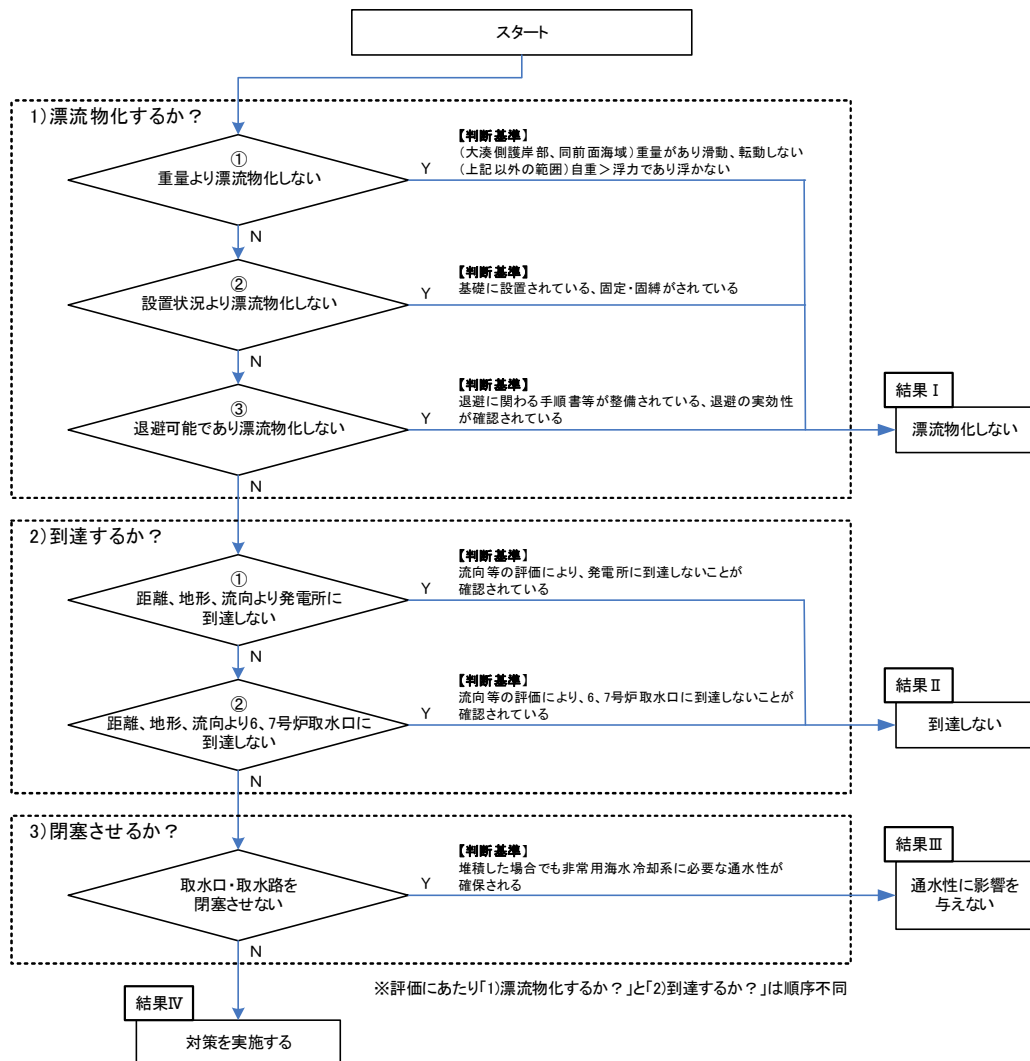 スタート
1)漂流物化するか？
①
重量より漂流物化しない
Y
【判断基準】
(大湊側護岸部、同前面海域)重量があり滑動、転動しない
(上記以外の範囲)自重＞浮力であり浮かない
N
②
設置状況より漂流物化しない
Y
【判断基準】
基礎に設置されている、固定・固縛がされている
N
③
退避可能であり漂流物化しない
Y
【判断基準】
退避に関わる手順書等が整備されている、退避の実効性
が確認されている
結果Ⅰ
漂流物化しない
N
2)到達するか？
①
距離、地形、流向より発電所に
到達しない
Y
【判断基準】
流向等の評価により、発電所に到達しないことが
確認されている
N
②
距離、地形、流向より6、7号炉取水口に
到達しない
Y
【判断基準】
流向等の評価により、6、7号炉取水口に到達しないことが
確認されている
結果Ⅱ
到達しない
N
3)閉塞させるか？
取水口・取水路を
閉塞させない
Y
【判断基準】
堆積した場合でも非常用海水冷却系に必要な通水性が
確保される
結果Ⅲ
通水性に影響を
与えない
N
※評価にあたり「1)漂流物化するか？」と「2)到達するか？」は順序不同
結果Ⅳ
対策を実施する